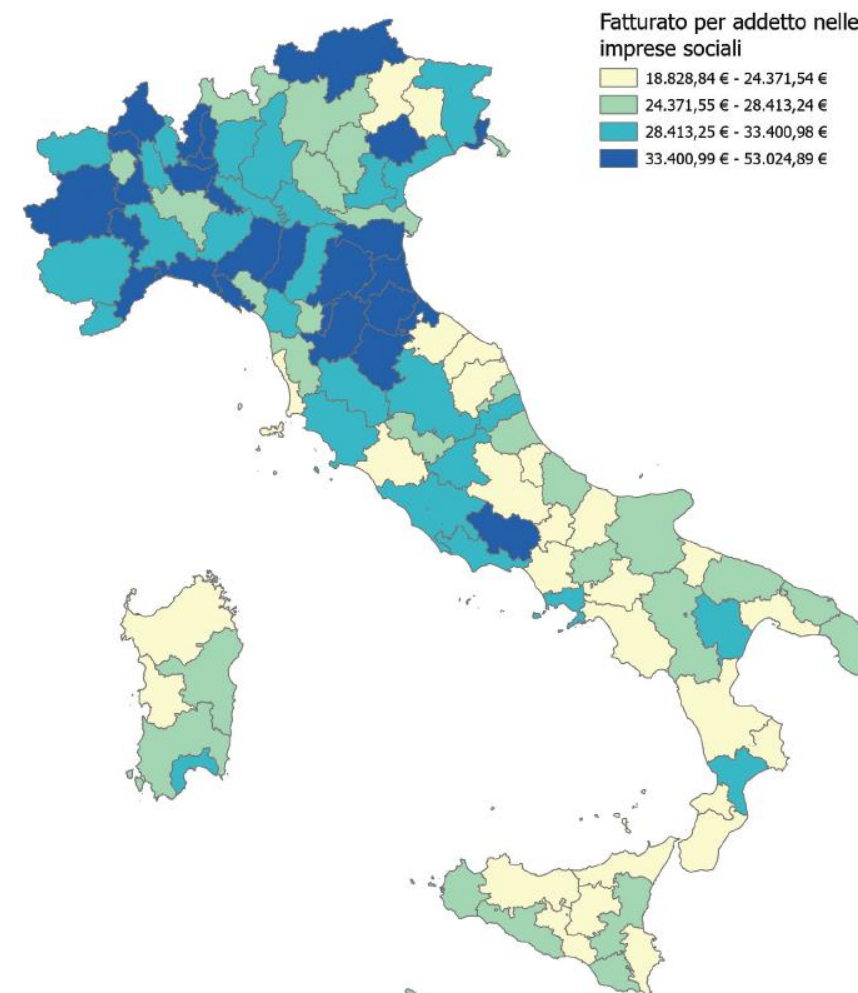 Fatturato per addetto nelle
imprese sociali
18.828,84 € - 24.371,54 €
24.371,55 € - 28.413,24 €
28.413,25 € - 33.400,98 €
33.400,99 € - 53.024,89 €